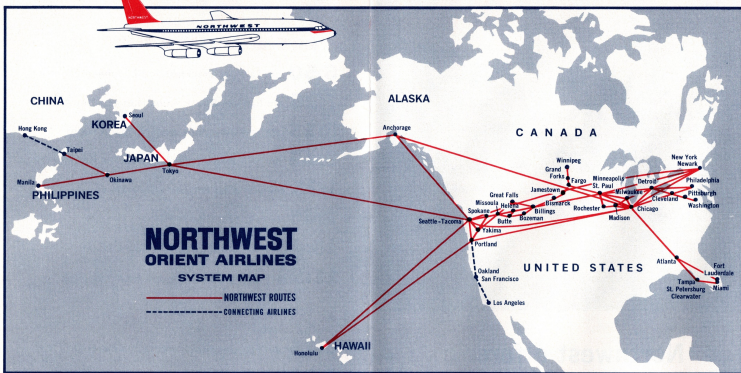 NORTHWEST
NORTHWEST
CHINA
Hong Kong
Taipei
KOREA
Seoul
JAPAN
Tokyo
Okinawa
Manila
PHILIPPINES
ALASKA
Anchorage
CANADA
Winnipeg
Grand
Forks
Fargo
Minneapolis
St. Paul
Detroit
New York
Newark
Philadelphia
Pittsburgh
Cleveland
Washington
Milwaukee
Chicago
Madison
Rochester
Jamestown
Bismarck
Great Falls
Missoula
Helena
Spokane
Billings
Bozeman
Butte
Seattle-Tacoma
Yakima
Portland
NORTHWEST
ORIENT AIRLINES
SYSTEM MAP
NORTHWEST ROUTES
CONNECTING AIRLINES
Oakland
San Francisco
Los Angeles
UNITED STATES
Atlanta
Fort
Lauderdale
Miami
Tampa
St. Petersburg
Clearwater
Honolulu
HAWAII